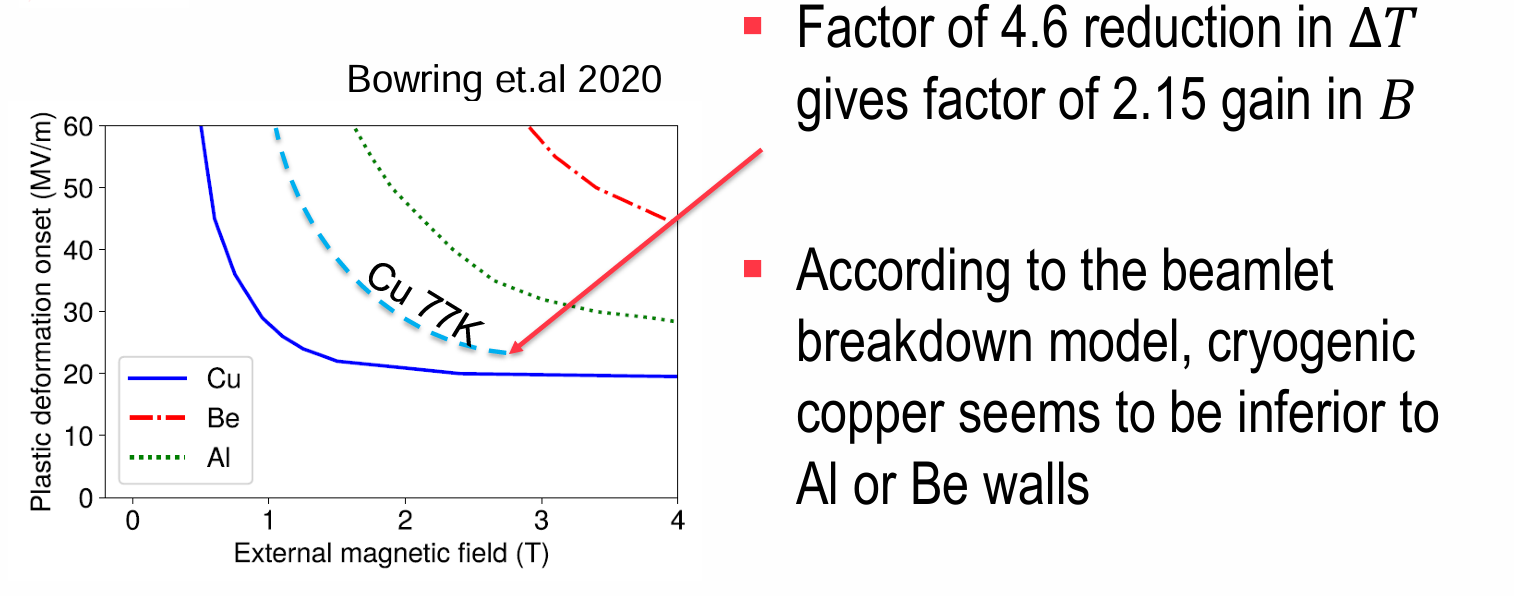 Bowring et.al 2020
Plastic deformation onset (MV/m)
60
50
40
30
20
10
0
Cu 77K
Cu
Be
Al
0 1 2 3 4
External magnetic field (T)
Factor of 4.6 reduction in Δ𝑇
gives factor of 2.15 gain in 𝐵
According to the beamlet
breakdown model, cryogenic
copper seems to be inferior to
Al or Be walls